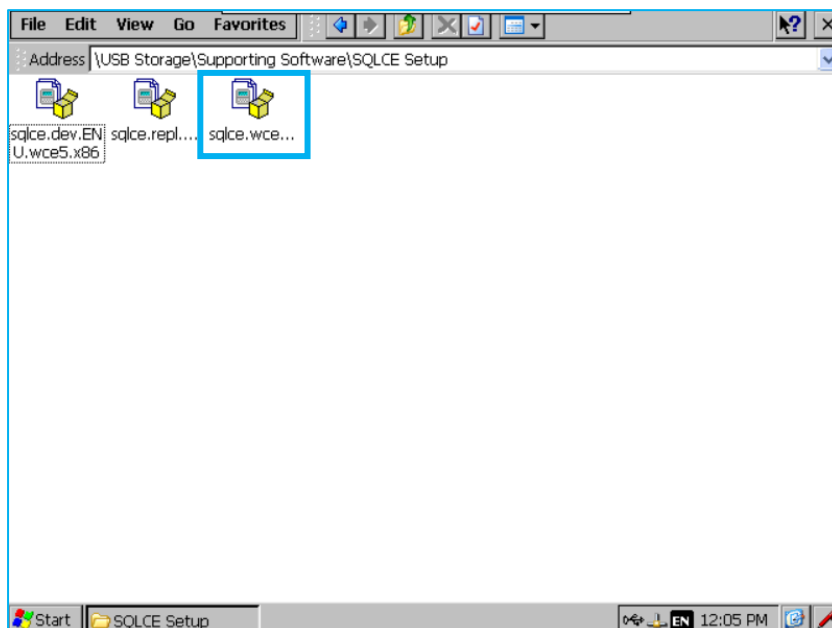 File Edit View Go Favorites
Address \USB Storage\Supporting Software\SQLCE Setup
sqlce.dev.EN
U.wce5.x86
sqlce.repl....
sqlce.wce...
Start SQLCE Setup EN 12:05 PM